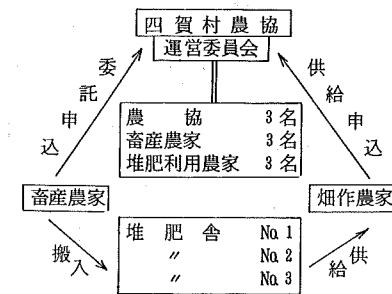 四賀村農協
運営委員会
委託申込
供給申込
農協 3名
畜産農家 3名
堆肥利用農家 3名
畜産農家
畑作農家
堆肥舎 No.1
〃 No.2
〃 No.3
搬入
供給